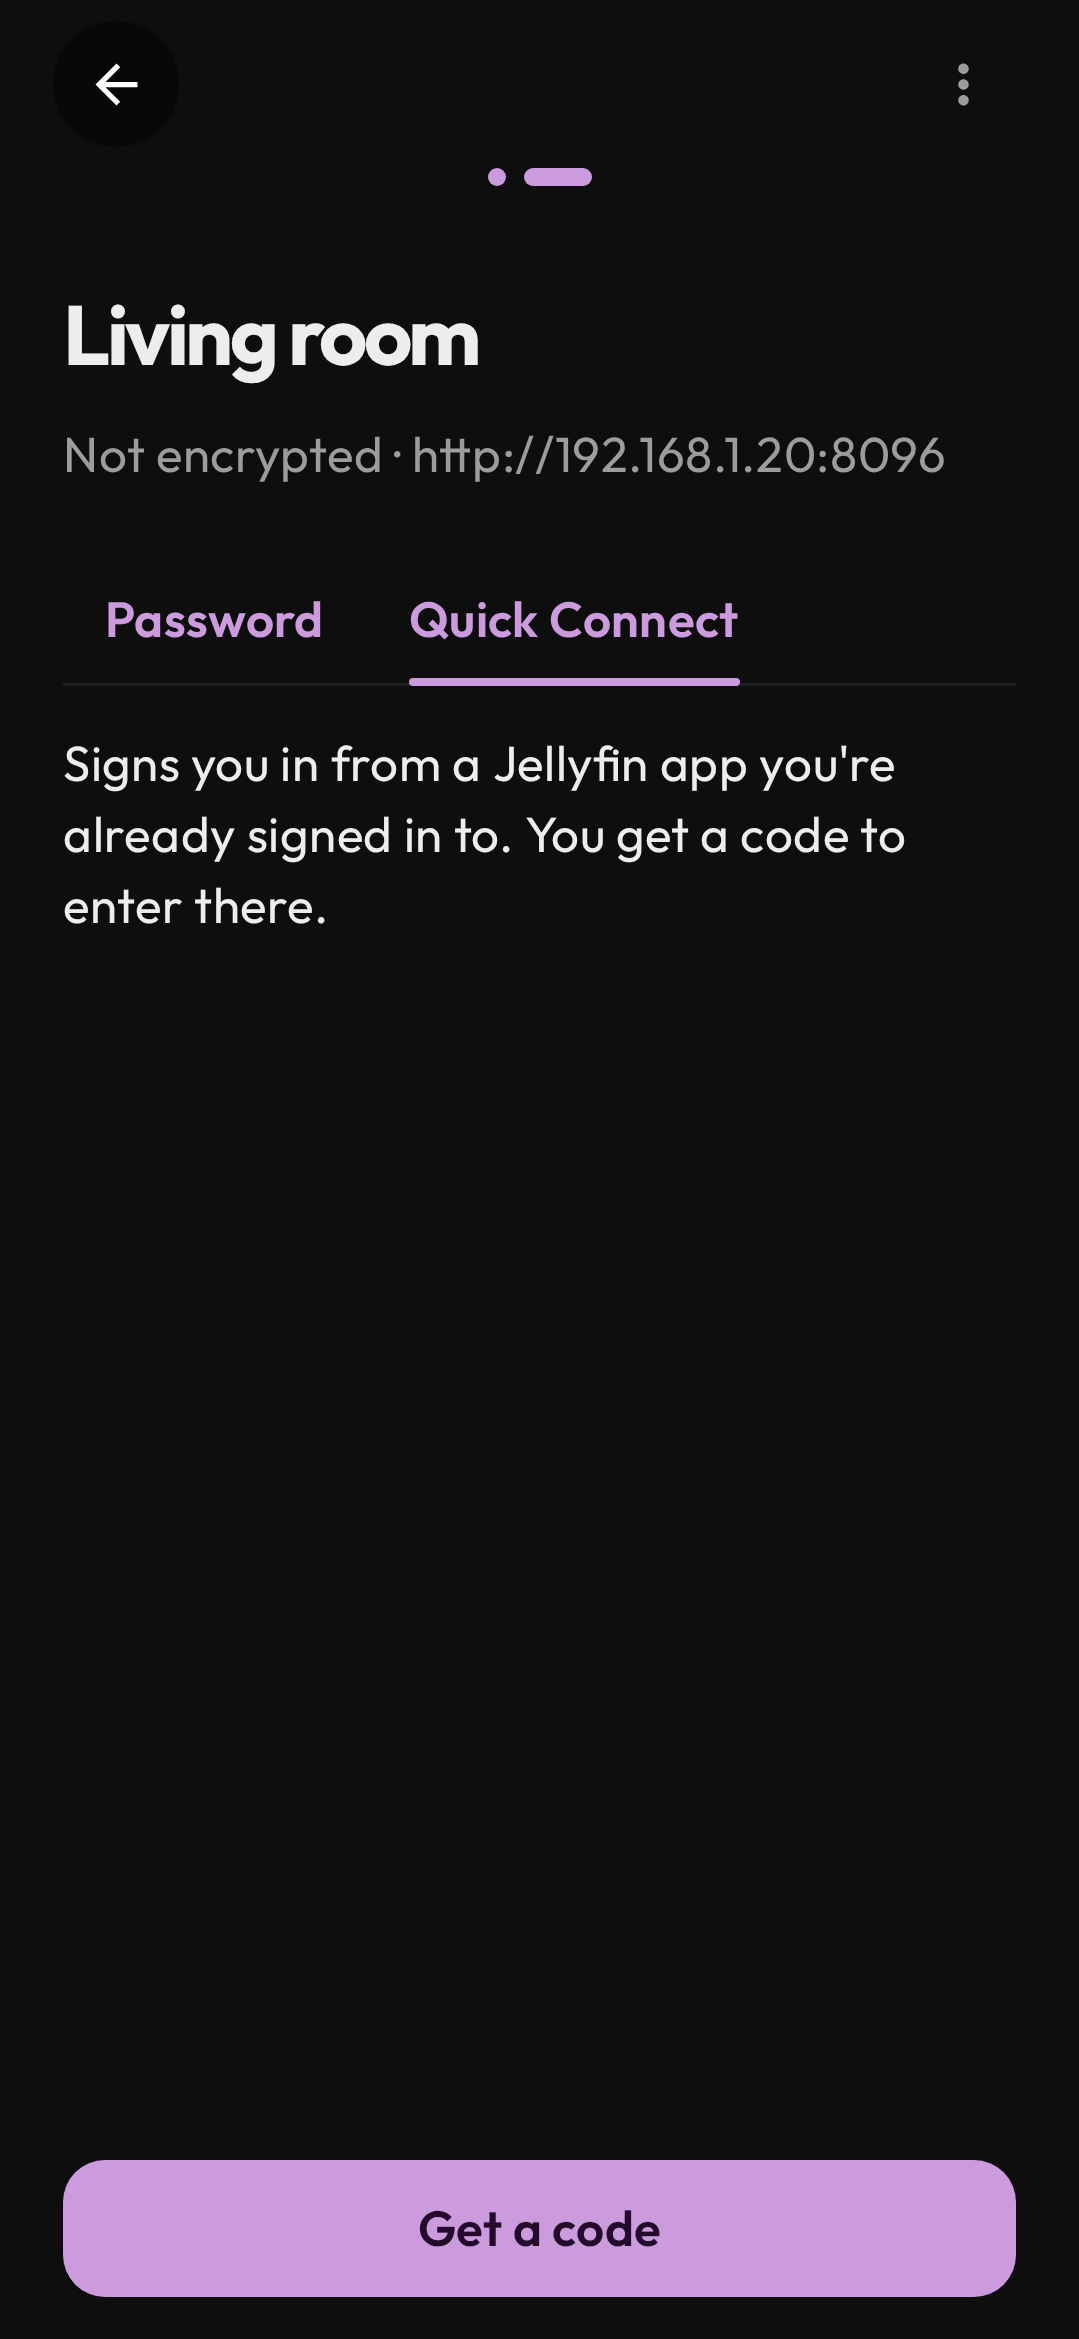 Living room
Not encrypted · http://192.168.1.20:8096
Password
Quick Connect
Signs you in from a Jellyfin app you're
already signed in to. You get a code to
enter there.
Get a code